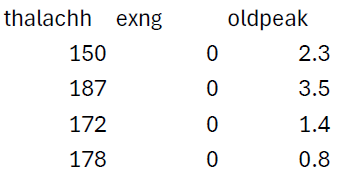 thalachh exng oldpeak
150 0 2.3
187 0 3.5
172 0 1.4
178 0 0.8